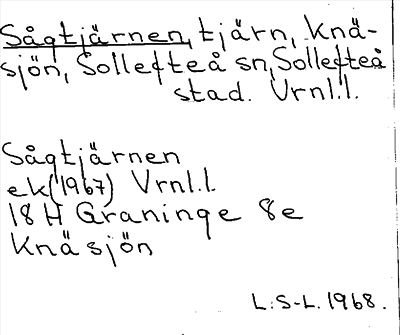 Sågtjärnen, tjärn, Knä-
sjön, Sollefteå sn, Sollefteå
stad. Vrnl.l.
Sågtjärnen
ek(1967) Vrnl.l.
18 H Graninge 8e
Knäsjön
L.S-L. 1968.